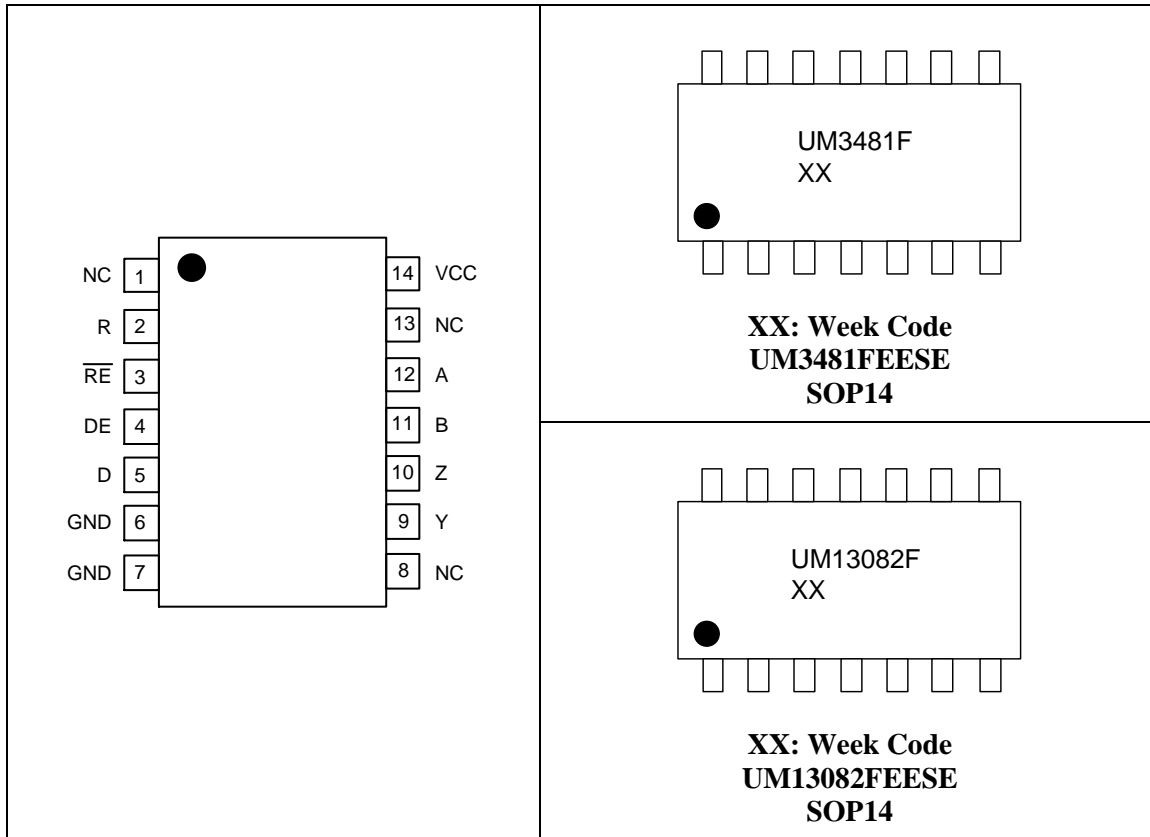 NC 1
R 2
RE 3
DE 4
D 5
GND 6
GND 7
14 VCC
13 NC
12 A
11 B
10 Z
9 Y
8 NC
UM3481F
XX
XX: Week Code
UM3481FEESE
SOP14
UM13082F
XX
XX: Week Code
UM13082FEESE
SOP14